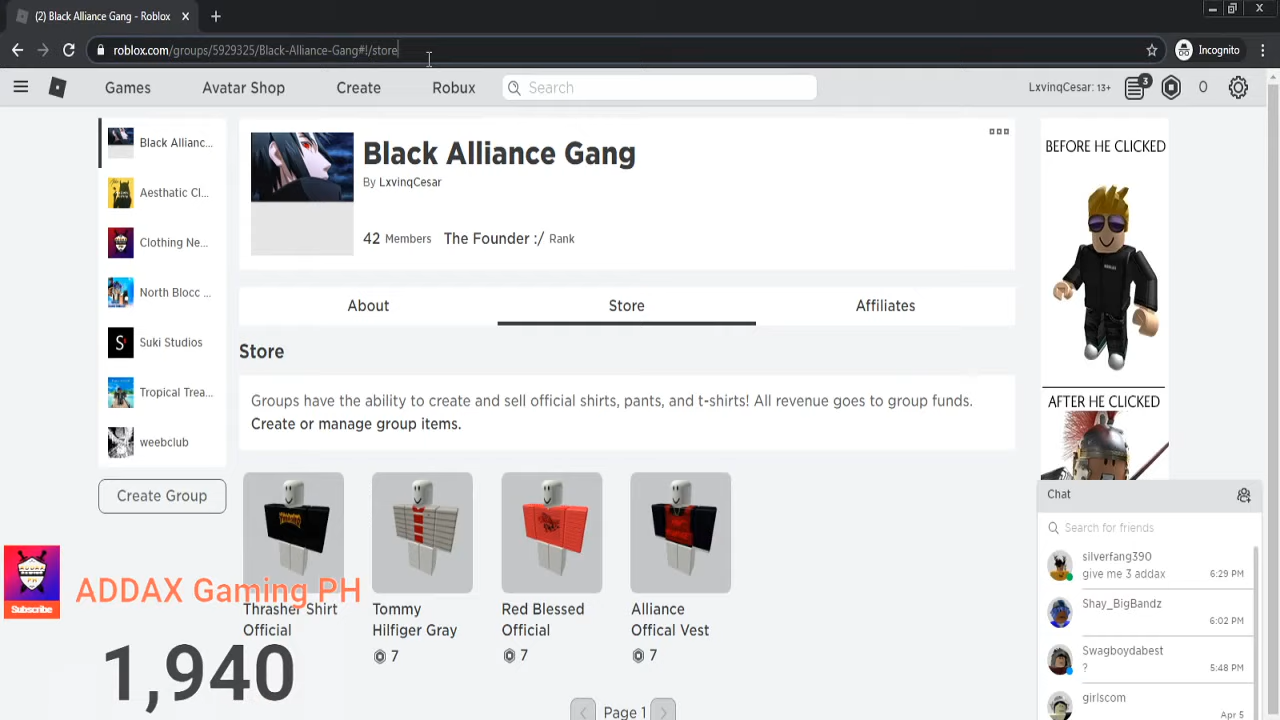 (2) Black Alliance Gang - Roblox
roblox.com/groups/5929325/Black-Alliance-Gang#!/store
Incognito
Games
Avatar Shop
Create
Robux
Search
LxvinqCesar: 13+
3
0
Black Allianc...
Aesthatic Cl...
Clothing Ne...
North Blocc ...
Suki Studios
Tropical Trea...
weebclub
Create Group
Black Alliance Gang
By LxvinqCesar
42 Members
The Founder :/ Rank
About
Store
Affiliates
Store
Groups have the ability to create and sell official shirts, pants, and t-shirts! All revenue goes to group funds.
Create or manage group items.
Thrasher Shirt
Official
Tommy
Hilfiger Gray
7
Red Blessed
Official
7
Alliance
Offical Vest
7
Page 1
BEFORE HE CLICKED
AFTER HE CLICKED
Chat
Search for friends
silverfang390
give me 3 addax
6:29 PM
Shay_BigBandz
6:02 PM
Swagboydabest
?
5:48 PM
girlscom
Apr 5
Subscribe
ADDAX Gaming PH
1,940